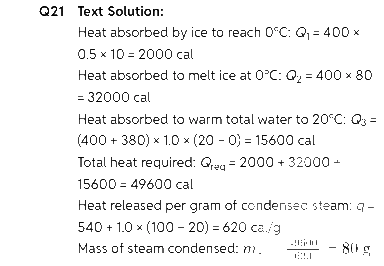 Q21 Text Solution:
Heat absorbed by ice to reach 0°C: Q₁ = 400 ×
0.5 × 10 = 2000 cal
Heat absorbed to melt ice at 0°C: Q₂ = 400 × 80
= 32000 cal
Heat absorbed to warm total water to 20°C: Q₃ =
(400 + 380) × 1.0 × (20 − 0) = 15600 cal
Total heat required: Q_req = 2000 + 32000 +
15600 = 49600 cal
Heat released per gram of condensed steam: q =
540 + 1.0 × (100 − 20) = 620 cal/g
Mass of steam condensed: m = 80 g